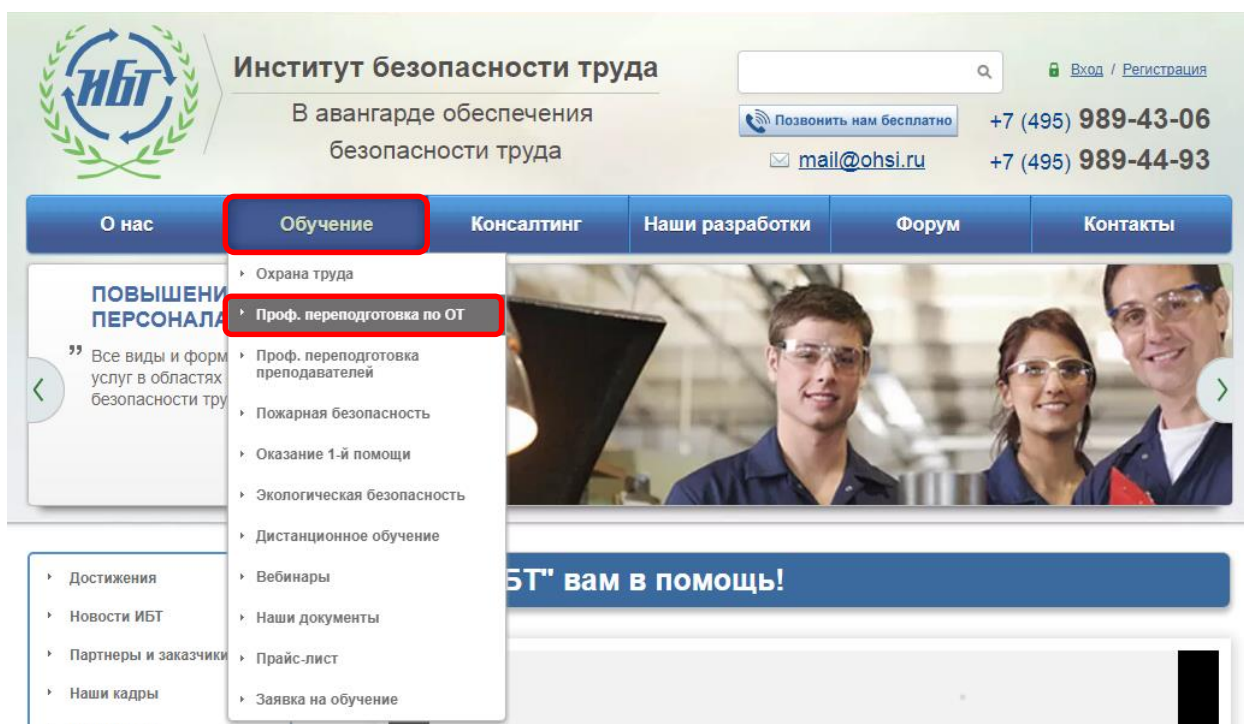 ИБТ
Институт безопасности труда
В авангарде обеспечения
безопасности труда
Вход / Регистрация
Позвонить нам бесплатно
+7 (495) 989-43-06
mail@ohsi.ru
+7 (495) 989-44-93
О нас
Обучение
Консалтинг
Наши разработки
Форум
Контакты
ПОВЫШЕНИ
ПЕРСОНАЛА
” Все виды и форм
услуг в областях
безопасности тру
Охрана труда
Проф. переподготовка по ОТ
Проф. переподготовка
преподавателей
Пожарная безопасность
Оказание 1-й помощи
Экологическая безопасность
Дистанционное обучение
Вебинары
Наши документы
Прайс-лист
Заявка на обучение
БТ" вам в помощь!
Достижения
Новости ИБТ
Партнеры и заказчики
Наши кадры